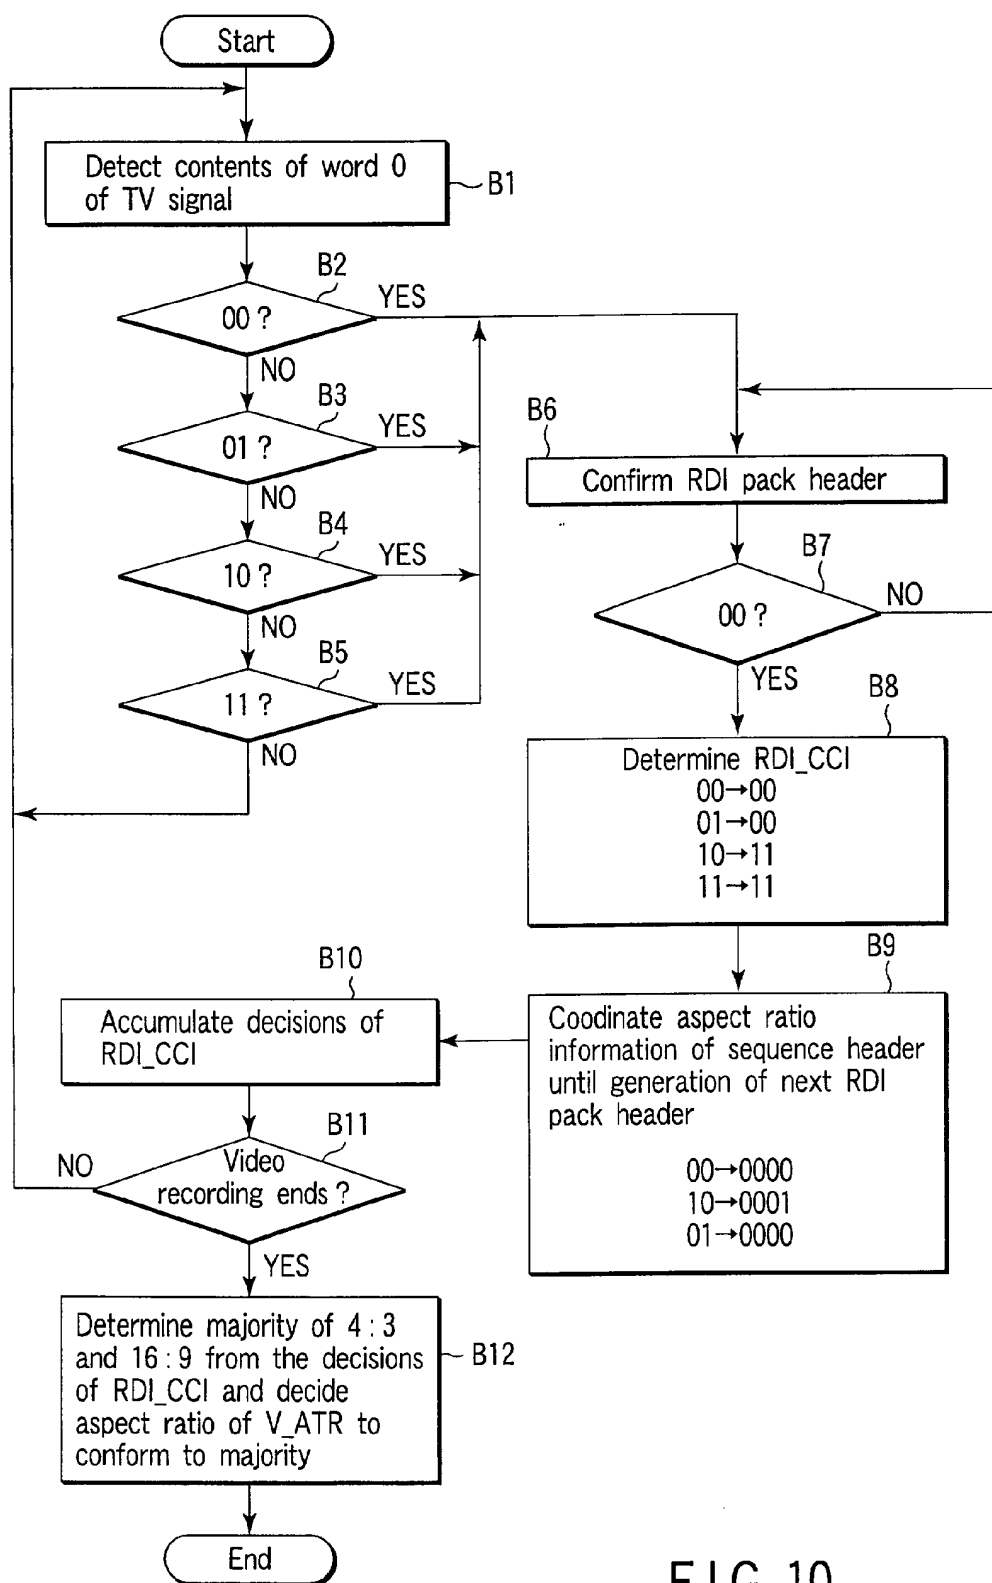 Start
Detect contents of word 0
of TV signal
B1
B2
00?
YES
NO
B3
01?
YES
NO
B4
10?
YES
NO
B5
11?
YES
NO
B6
Confirm RDI pack header
B7
00?
NO
YES
B8
Determine RDI_CCI
00→00
01→00
10→11
11→11
B9
Coodinate aspect ratio
information of sequence header
until generation of next RDI
pack header
00→0000
10→0001
01→0000
B10
Accumulate decisions of
RDI_CCI
B11
Video
recording ends?
NO
YES
Determine majority of 4:3
and 16:9 from the decisions
of RDI_CCI and decide
aspect ratio of V_ATR to
conform to majority
B12
End
FIG. 10